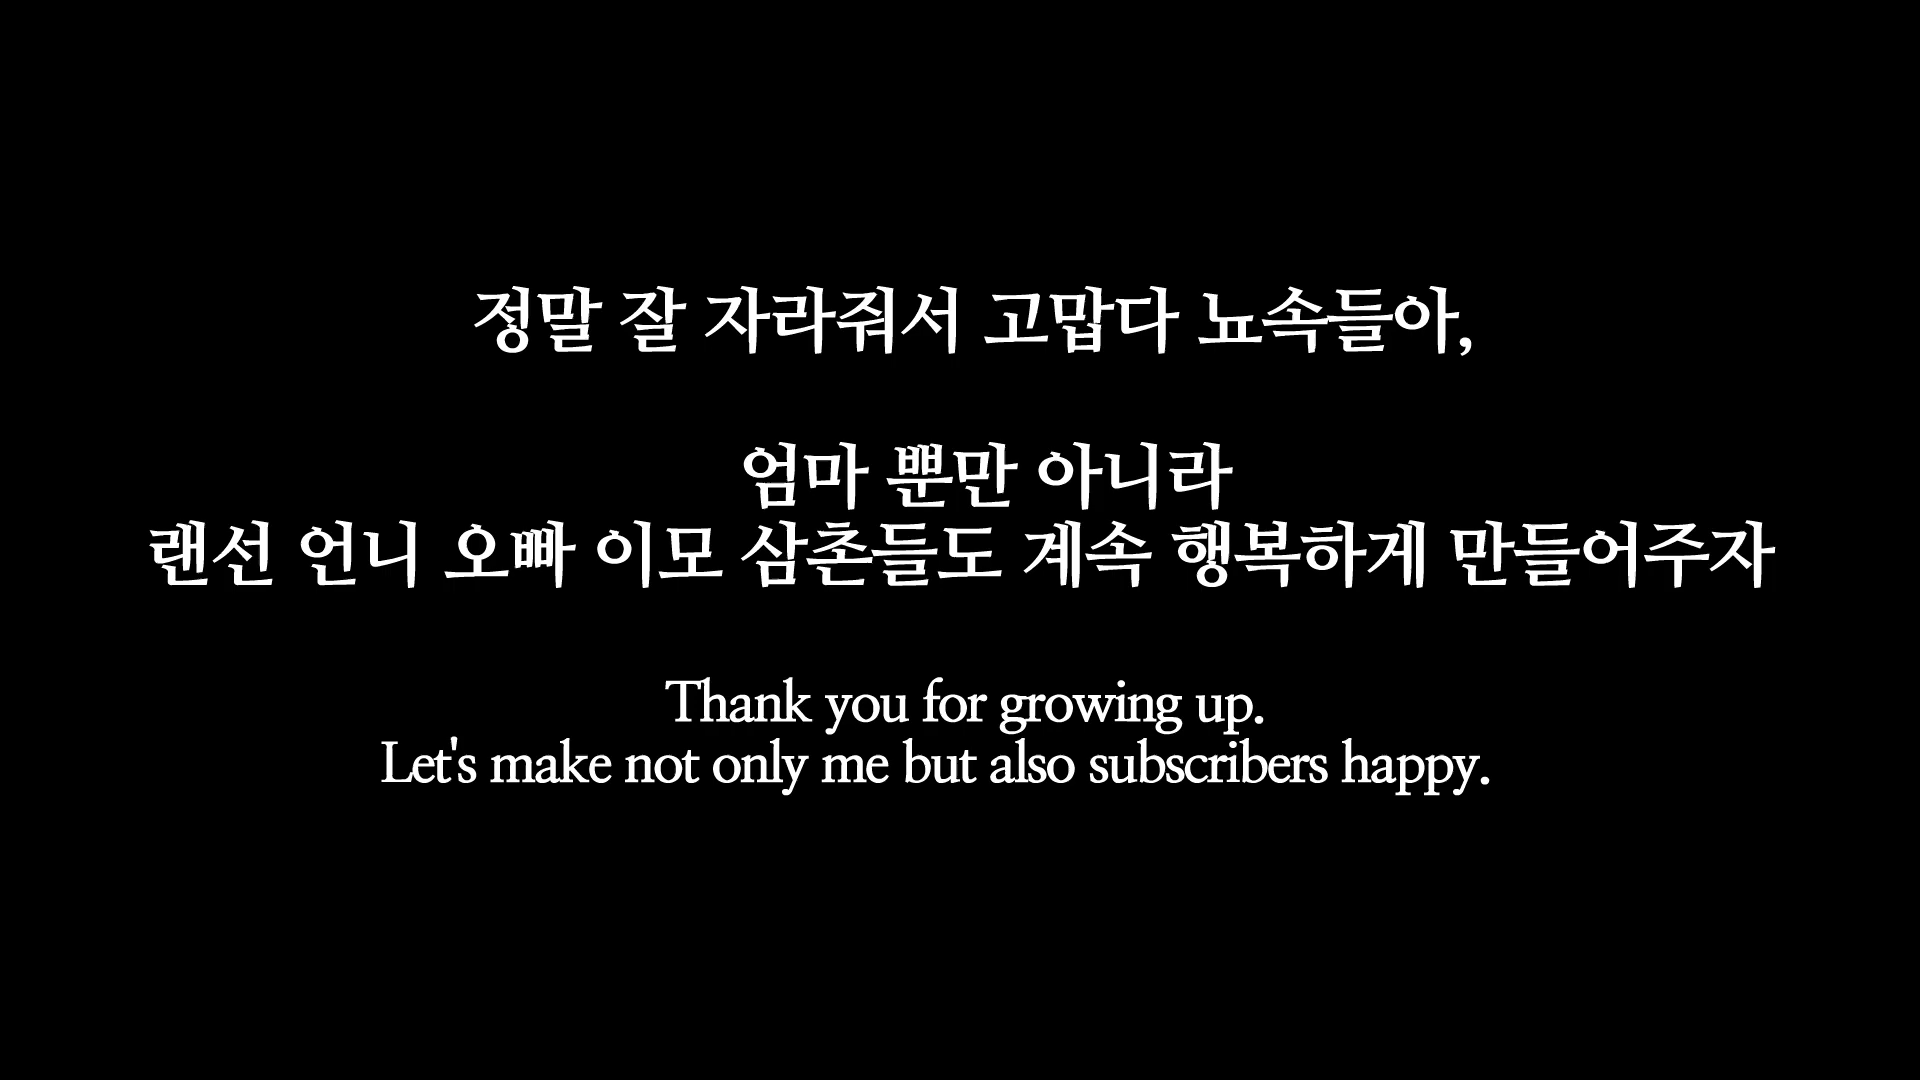 정말 잘 자라줘서 고맙다 뇨속들아,
엄마 뿐만 아니라
랜선 언니 오빠 이모 삼촌들도 계속 행복하게 만들어주자
Thank you for growing up.
Let's make not only me but also subscribers happy.